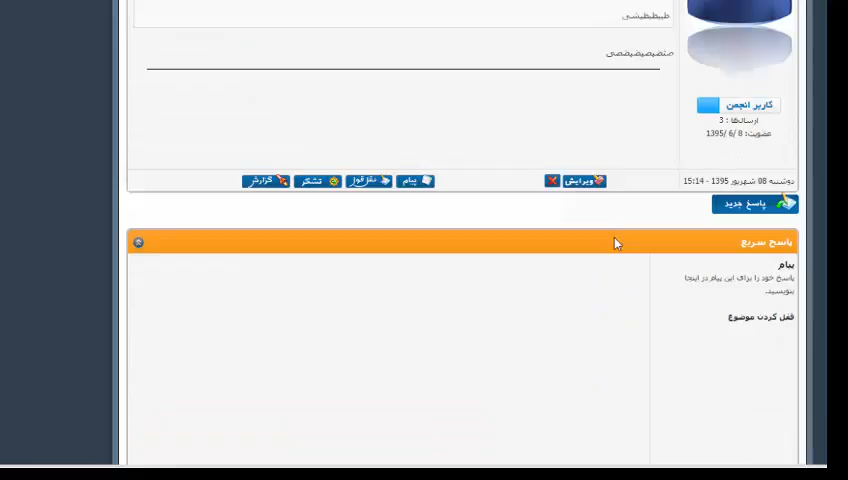 طیبطبطیشی
منضیصیضیضصی
کاربر انجمن
ارسال‌ها : 3
عضویت: 8 /6 /1395
دوشنبه 08 شهریور 1395 - 15:14
ویرایش
پیام
نقل قول
تشکر
گزارش
پاسخ جدید
پاسخ سریع
پیام
پاسخ خود را برای این پیام در اینجا
بنویسید.
قفل کردن موضوع